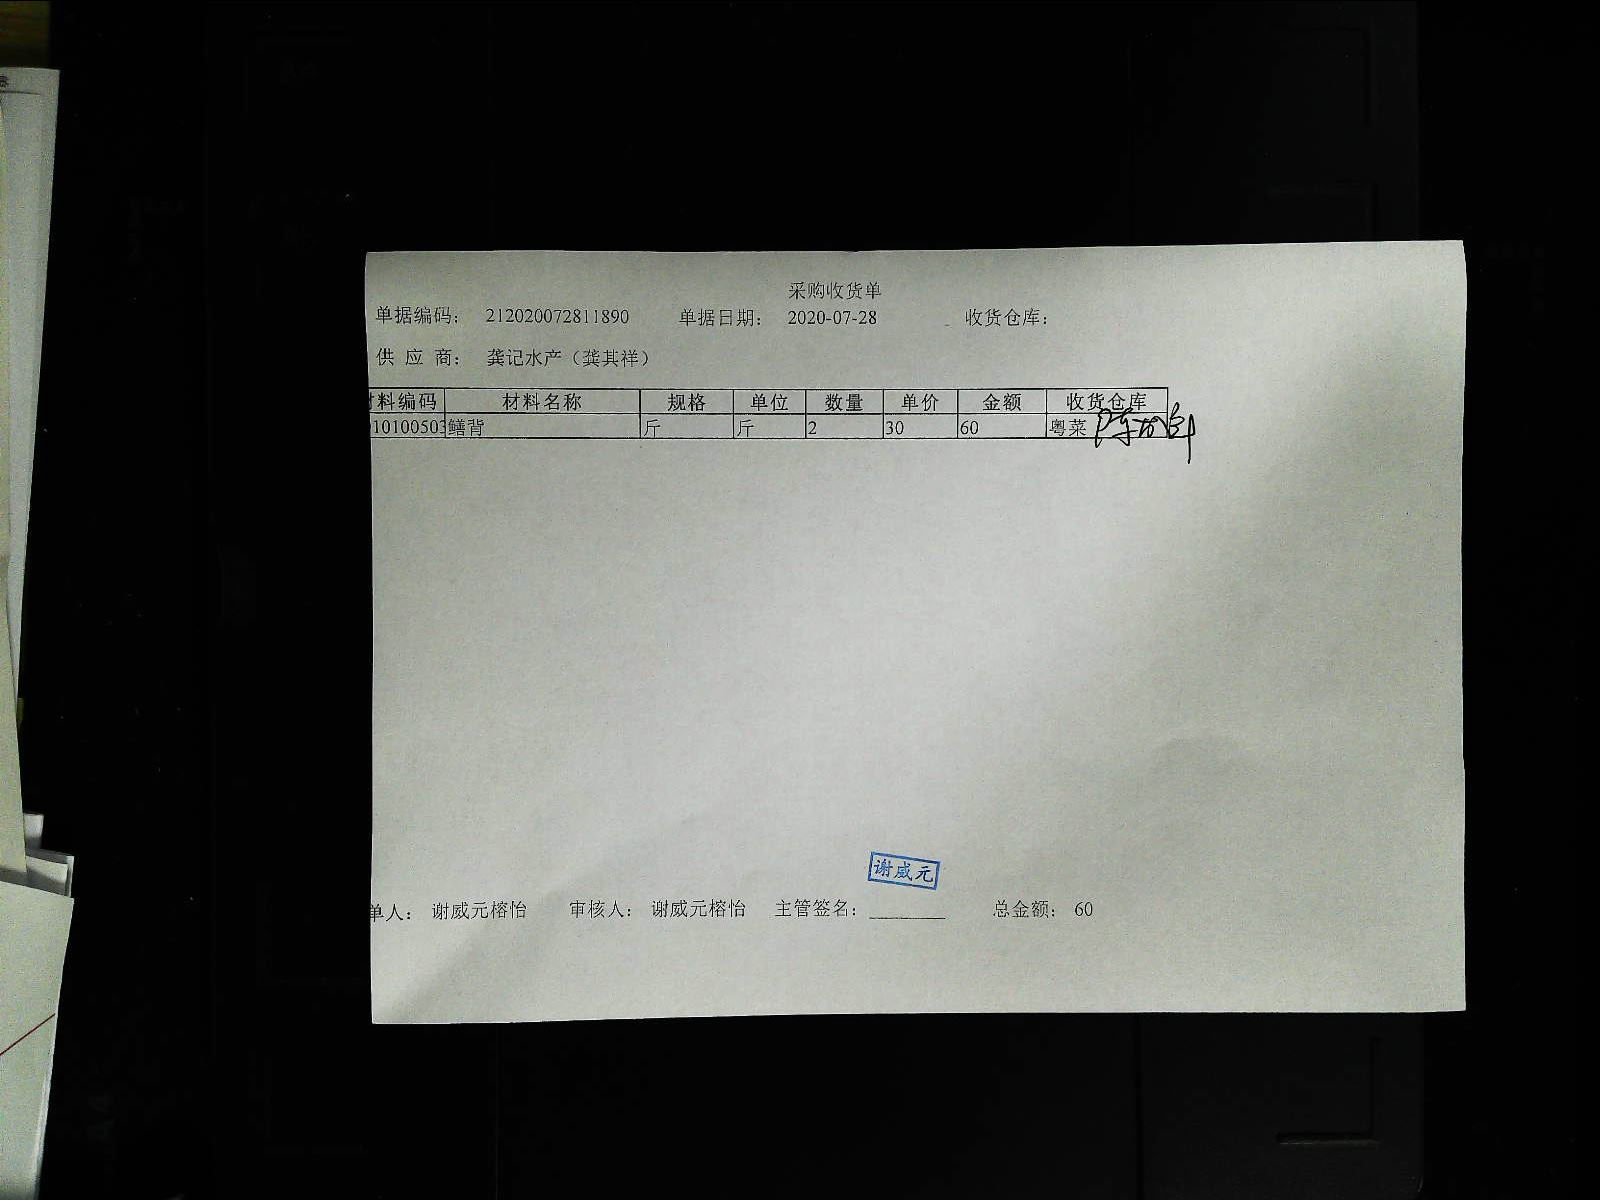 采购收货单
单据编码： 212020072811890 单据日期： 2020-07-28 收货仓库：
供 应 商： 龚记水产（龚其祥）
材料编码 材料名称 规格 单位 数量 单价 金额 收货仓库
10100503 鳝背 斤 斤 2 30 60 粤菜
谢威元
单人： 谢威元榕怡 审核人： 谢威元榕怡 主管签名： 总金额： 60